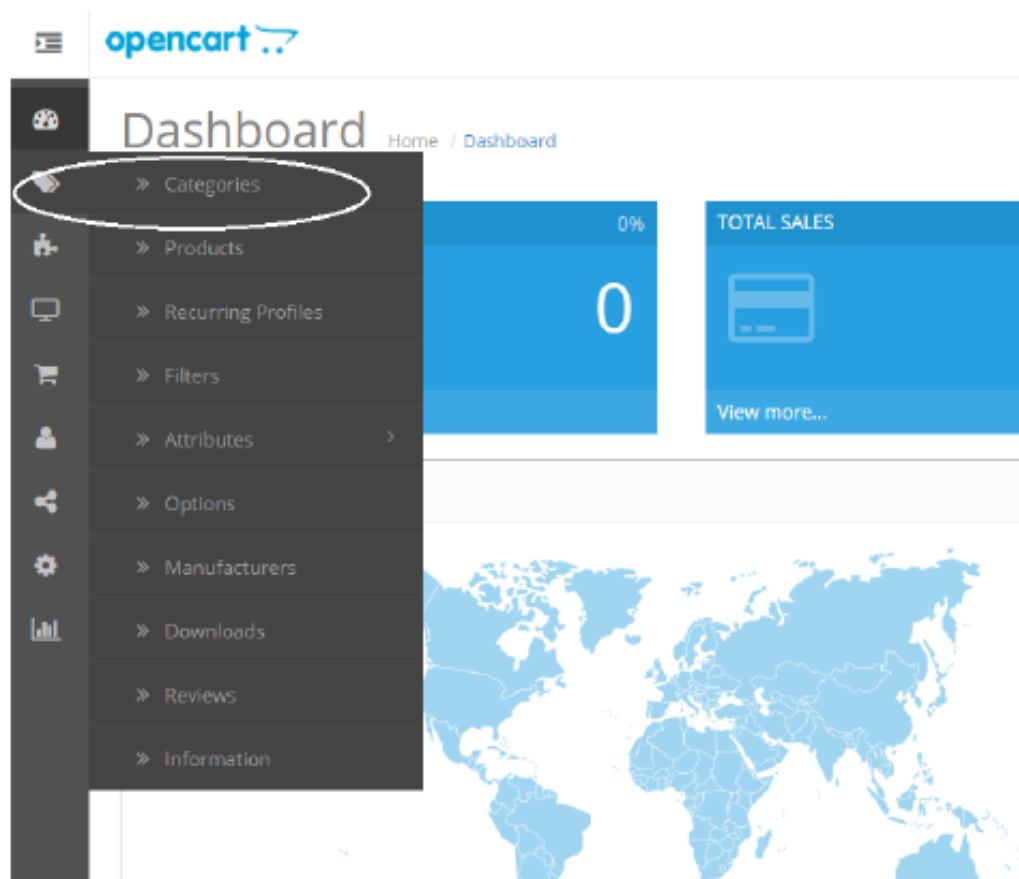 opencart
Dashboard Home / Dashboard
» Categories
» Products
» Recurring Profiles
» Filters
» Attributes >
» Options
» Manufacturers
» Downloads
» Reviews
» Information
0%
0
TOTAL SALES
View more...